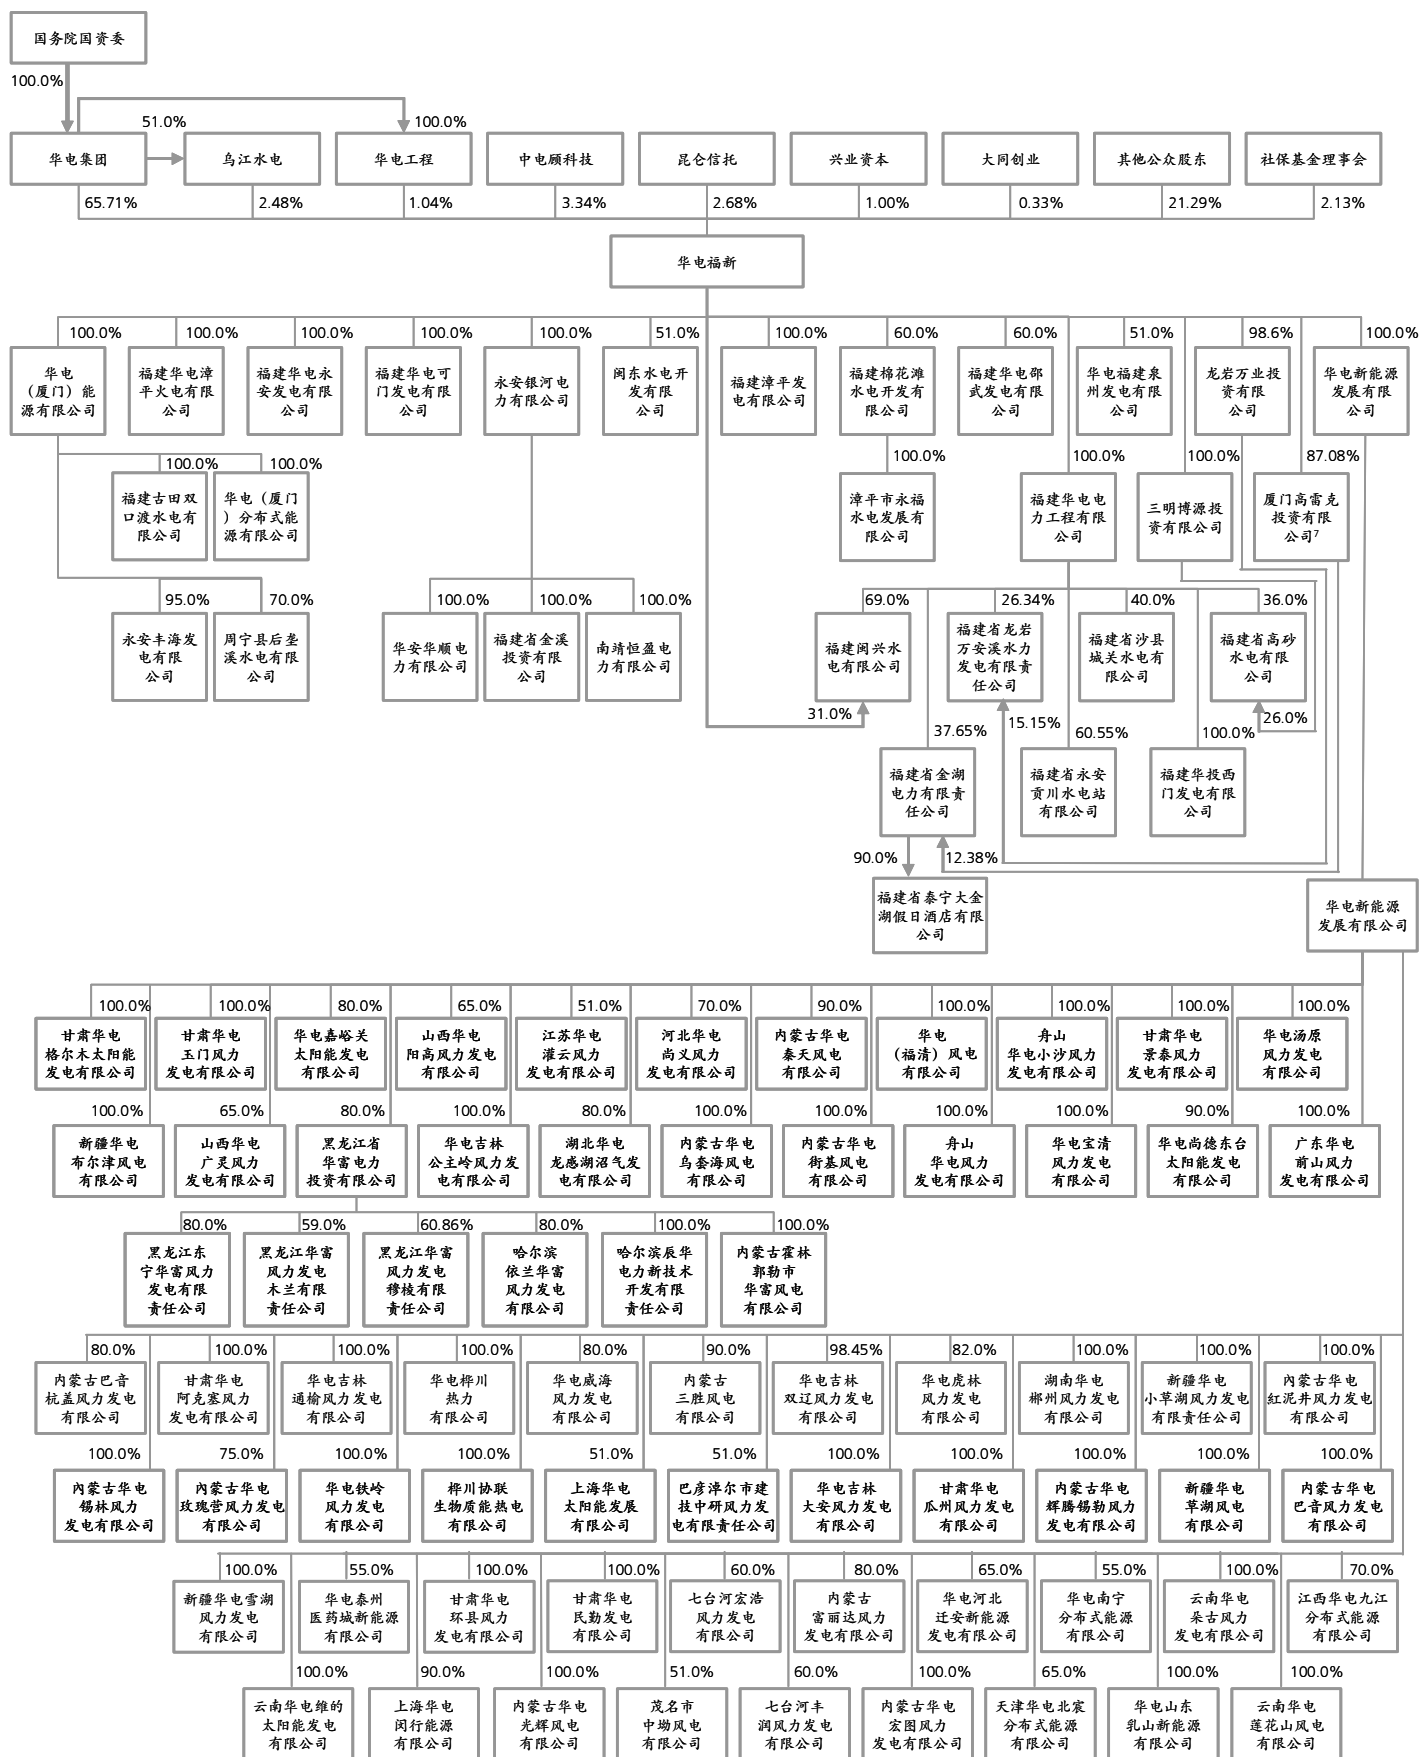 国务院国资委
100.0%
51.0%
100.0%
华电集团
乌江水电
华电工程
中电顾科技
昆仑信托
兴业资本
大同创业
其他公众股东
社保基金理事会
65.71%
2.48%
1.04%
3.34%
2.68%
1.00%
0.33%
21.29%
2.13%
华电福新
100.0%
100.0%
100.0%
100.0%
100.0%
51.0%
100.0%
60.0%
60.0%
51.0%
98.6%
100.0%
华电
（厦门）能
源有限公司
福建华电漳
平火电有限
公司
福建华电永
安发电有限
公司
福建华电可
门发电有限
公司
永安银河电
力有限公司
闽东水电开
发有限
公司
福建漳平发
电有限公司
福建棉花滩
水电开发有
限公司
福建华电邵
武发电有限
公司
华电福建泉
州发电有限
公司
龙岩万业投
资有限
公司
华电新能源
发展有限
公司
100.0%
100.0%
100.0%
100.0%
100.0%
87.08%
福建古田双
口渡水电有
限公司
华电（厦门
）分布式能
源有限公司
漳平市永福
水电发展有
限公司
福建华电电
力工程有限
公司
三明博源投
资有限公司
厦门高雷克
投资有限
公司7
95.0%
70.0%
100.0%
100.0%
100.0%
69.0%
26.34%
40.0%
36.0%
永安丰海发
电有限
公司
周宁县后垄
溪水电有限
公司
华安华顺电
力有限公司
福建省金溪
投资有限
公司
南靖恒盈电
力有限公司
福建闽兴水
电有限公司
福建省龙岩
万安溪水力
发电有限责
任公司
福建省沙县
城关水电有
限公司
福建省高砂
水电有限
公司
31.0%
37.65%
15.15%
60.55%
100.0%
26.0%
福建省金湖
电力有限责
任公司
福建省永安
贡川水电站
有限公司
福建华投西
门发电有限
公司
90.0%
12.38%
福建省泰宁大金
湖假日酒店有限
公司
华电新能源
发展有限公司
100.0%
100.0%
80.0%
65.0%
51.0%
70.0%
90.0%
100.0%
100.0%
100.0%
100.0%
甘肃华电
格尔木太阳能
发电有限公司
甘肃华电
玉门风力
发电有限公司
华电嘉峪关
太阳能发电
有限公司
山西华电
阳高风力发电
有限公司
江苏华电
灌云风力
发电有限公司
河北华电
尚义风力
发电有限公司
内蒙古华电
泰天风电
有限公司
华电
（福清）风电
有限公司
舟山
华电小沙风力
发电有限公司
甘肃华电
景泰风力
发电有限公司
华电汤原
风力发电
有限公司
100.0%
65.0%
80.0%
100.0%
80.0%
100.0%
100.0%
100.0%
100.0%
90.0%
100.0%
新疆华电
布尔津风电
有限公司
山西华电
广灵风力
发电有限公司
黑龙江省
华富电力
投资有限公司
华电吉林
公主岭风力发
电有限公司
湖北华电
龙感湖沼气发
电有限公司
内蒙古华电
乌套海风电
有限公司
内蒙古华电
街基风电
有限公司
舟山
华电风力
发电有限公司
华电宝清
风力发电
有限公司
华电尚德东台
太阳能发电
有限公司
广东华电
前山风力
发电有限公司
80.0%
59.0%
60.86%
80.0%
100.0%
100.0%
黑龙江东
宁华富风力
发电有限
责任公司
黑龙江华富
风力发电
木兰有限
责任公司
黑龙江华富
风力发电
穆棱有限
责任公司
哈尔滨
依兰华富
风力发电
有限公司
哈尔滨辰华
电力新技术
开发有限
责任公司
内蒙古霍林
郭勒市
华富风电
有限公司
80.0%
100.0%
100.0%
100.0%
80.0%
90.0%
98.45%
82.0%
100.0%
100.0%
100.0%
内蒙古巴音
杭盖风力发电
有限公司
甘肃华电
阿克塞风力
发电有限公司
华电吉林
通榆风力发电
有限公司
华电桦川
热力
有限公司
华电威海
风力发电
有限公司
内蒙古
三胜风电
有限公司
华电吉林
双辽风力发电
有限公司
华电虎林
风力发电
有限公司
湖南华电
郴州风力发电
有限公司
新疆华电
小草湖风力发电
有限责任公司
内蒙古华电
红泥井风力发电
有限公司
100.0%
75.0%
100.0%
100.0%
51.0%
51.0%
100.0%
100.0%
100.0%
100.0%
100.0%
内蒙古华电
锡林风力
发电有限公司
内蒙古华电
玫瑰营风力发电
有限公司
华电铁岭
风力发电
有限公司
桦川协联
生物质能热电
有限公司
上海华电
太阳能发展
有限公司
巴彦淖尔市建
技中研风力发
电有限责任公司
华电吉林
大安风力发电
有限公司
甘肃华电
瓜州风力发电
有限公司
内蒙古华电
辉腾锡勒风力
发电有限公司
新疆华电
草湖风电
有限公司
内蒙古华电
巴音风力发电
有限公司
100.0%
55.0%
100.0%
100.0%
60.0%
80.0%
65.0%
55.0%
100.0%
70.0%
新疆华电雪湖
风力发电
有限公司
华电泰州
医药城新能源
有限公司
甘肃华电
环县风力
发电有限公司
甘肃华电
民勤发电
有限公司
七台河宏浩
风力发电
有限公司
内蒙古
富丽达风力
发电有限公司
华电河北
迁安新能源
发电有限公司
华电南宁
分布式能源
有限公司
云南华电
朵古风力
发电有限公司
江西华电九江
分布式能源
有限公司
100.0%
90.0%
100.0%
51.0%
60.0%
100.0%
65.0%
100.0%
100.0%
云南华电维的
太阳能发电
有限公司
上海华电
闵行能源
有限公司
内蒙古华电
光辉风电
有限公司
茂名市
中坳风电
有限公司
七台河丰
润风力发电
有限公司
内蒙古华电
宏图风力
发电有限公司
天津华电北宸
分布式能源
有限公司
华电山东
乳山新能源
有限公司
云南华电
莲花山风电
有限公司